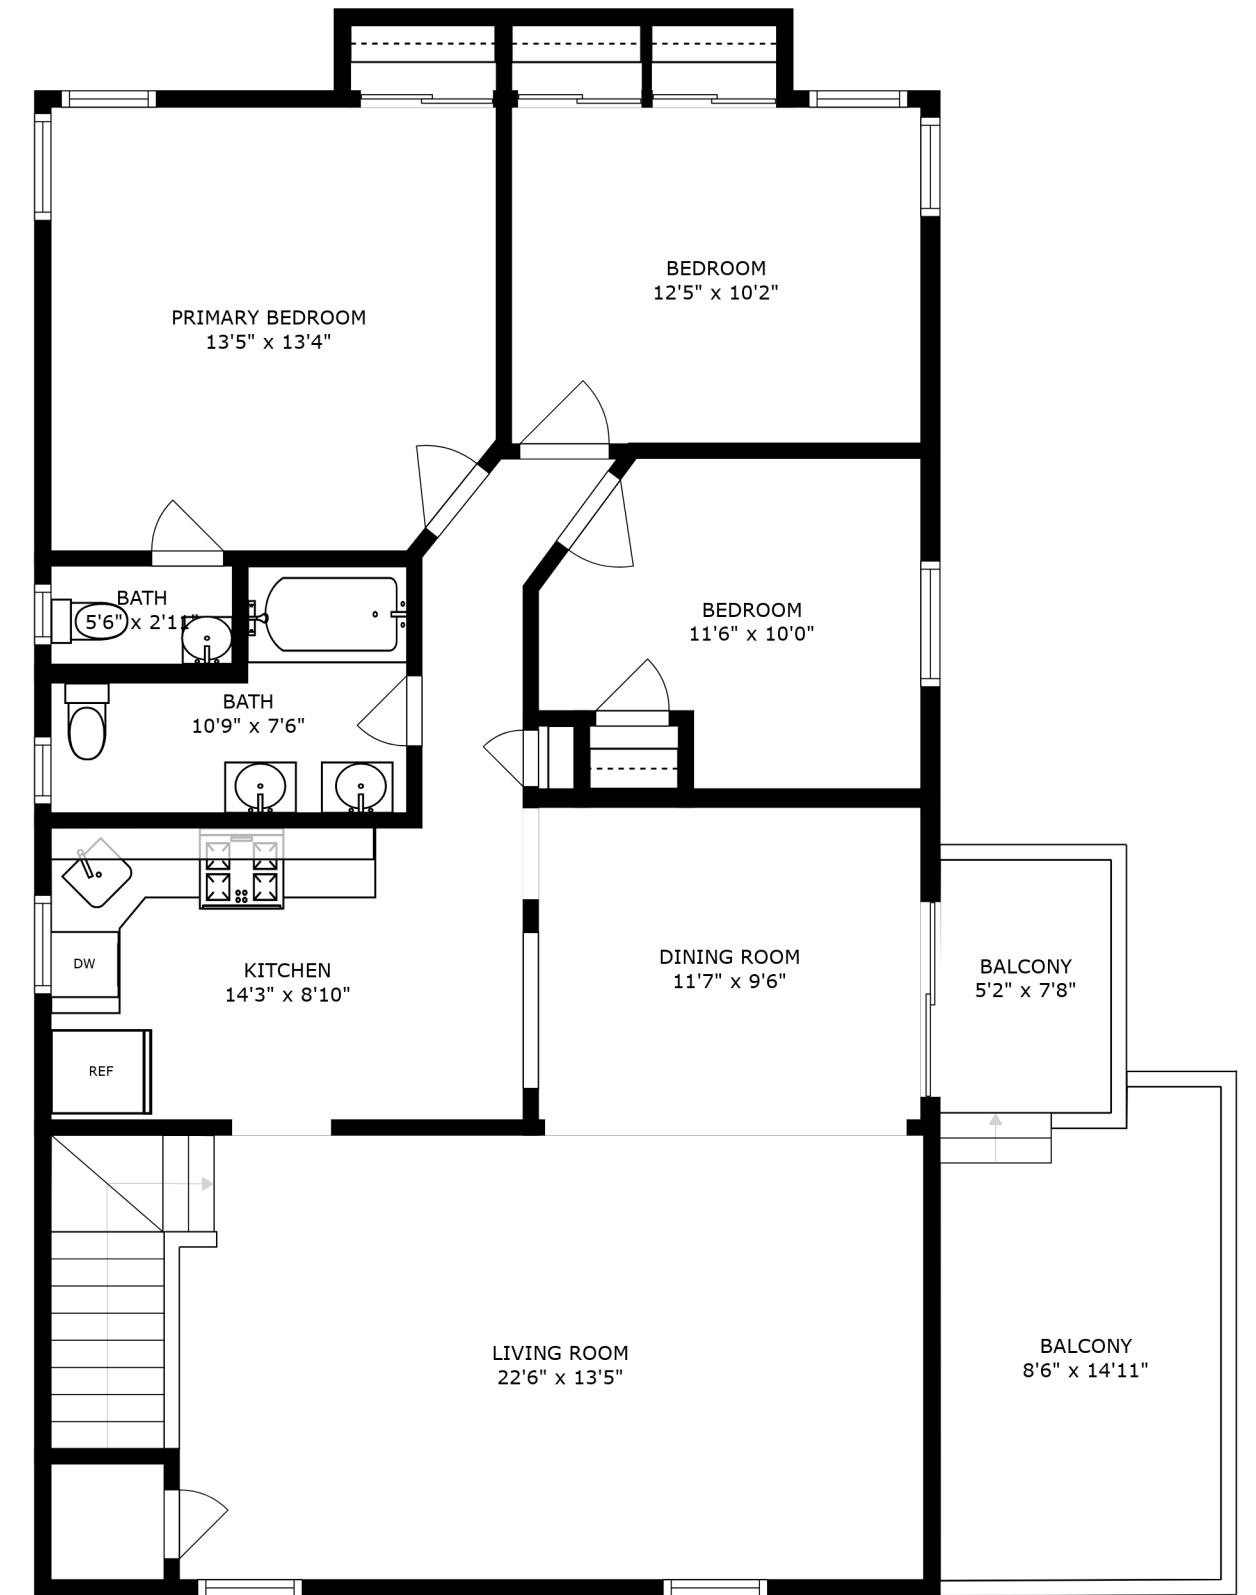 BEDROOM
12'5" x 10'2"
PRIMARY BEDROOM
13'5" x 13'4"
BATH
5'6" x 2'11"
BEDROOM
11'6" x 10'0"
BATH
10'9" x 7'6"
DW
KITCHEN
14'3" x 8'10"
DINING ROOM
11'7" x 9'6"
BALCONY
5'2" x 7'8"
REF
LIVING ROOM
22'6" x 13'5"
BALCONY
8'6" x 14'11"